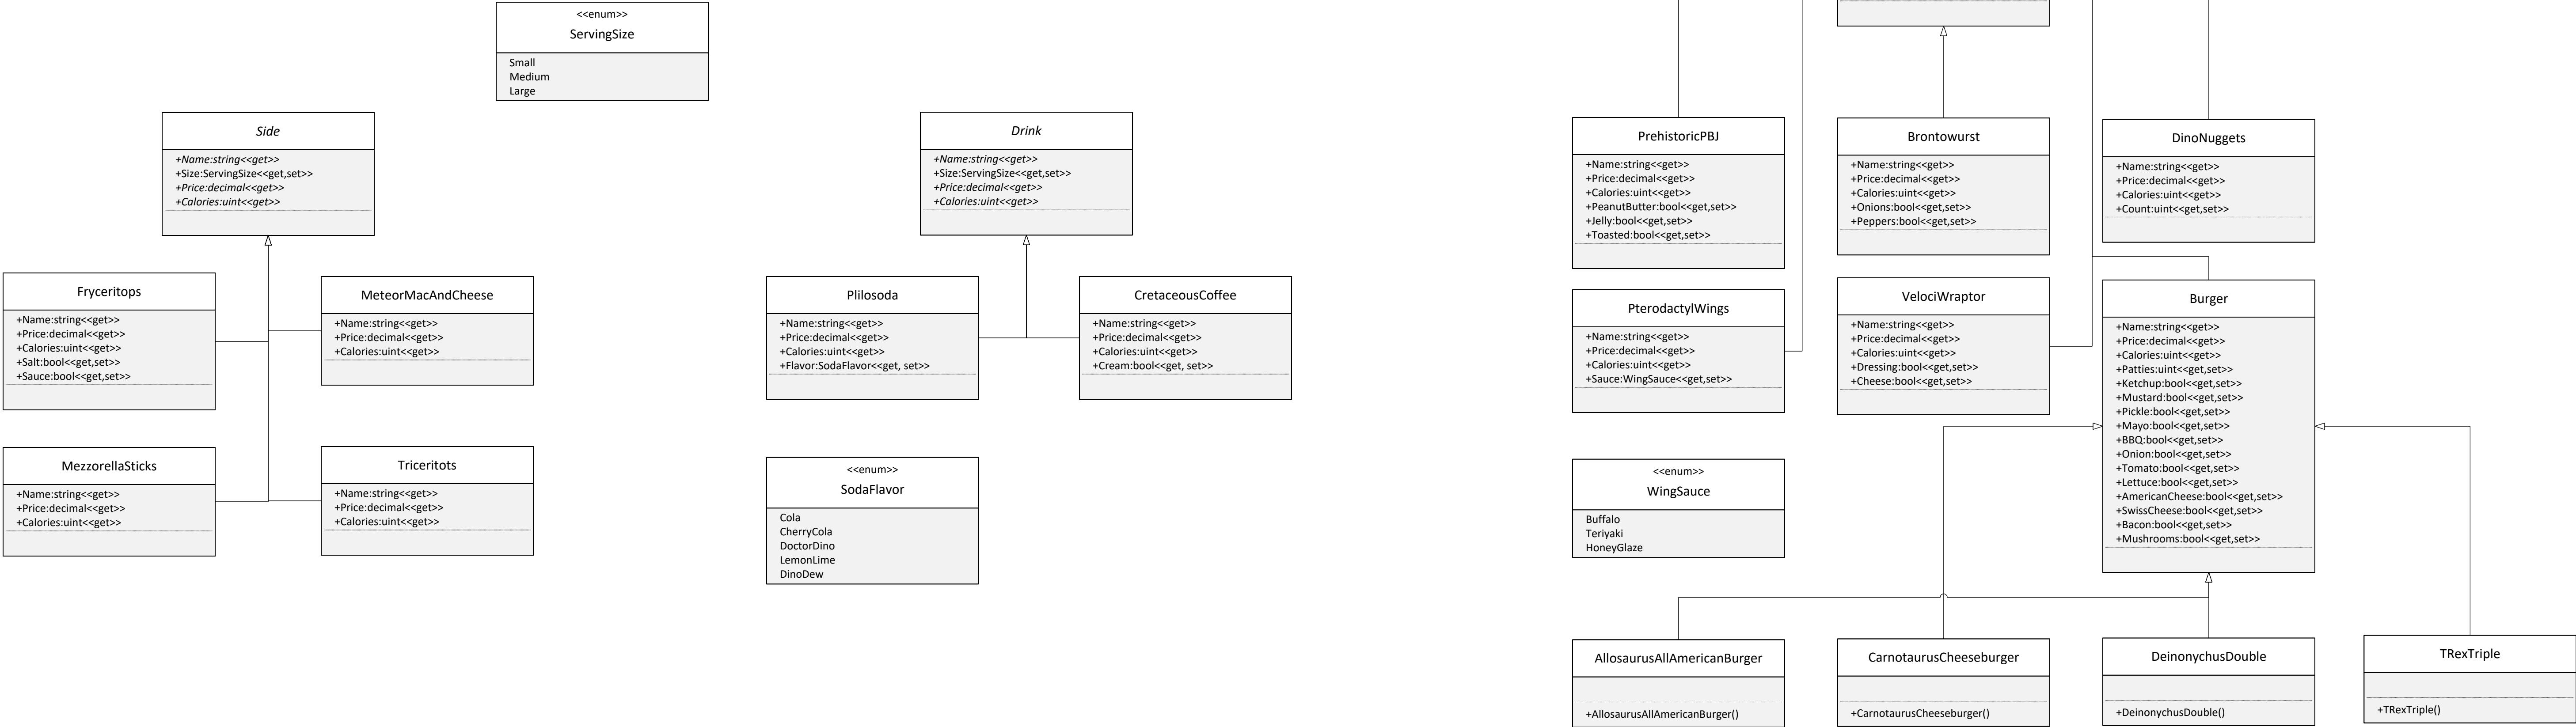 <<enum>>
ServingSize
Small
Medium
Large
Side
+Name:string<<get>>
+Size:ServingSize<<get,set>>
+Price:decimal<<get>>
+Calories:uint<<get>>
Fryceritops
+Name:string<<get>>
+Price:decimal<<get>>
+Calories:uint<<get>>
+Salt:bool<<get,set>>
+Sauce:bool<<get,set>>
MeteorMacAndCheese
+Name:string<<get>>
+Price:decimal<<get>>
+Calories:uint<<get>>
MezzorellaSticks
+Name:string<<get>>
+Price:decimal<<get>>
+Calories:uint<<get>>
Triceritots
+Name:string<<get>>
+Price:decimal<<get>>
+Calories:uint<<get>>
Drink
+Name:string<<get>>
+Size:ServingSize<<get,set>>
+Price:decimal<<get>>
+Calories:uint<<get>>
Plilosoda
+Name:string<<get>>
+Price:decimal<<get>>
+Calories:uint<<get>>
+Flavor:SodaFlavor<<get, set>>
CretaceousCoffee
+Name:string<<get>>
+Price:decimal<<get>>
+Calories:uint<<get>>
+Cream:bool<<get, set>>
<<enum>>
SodaFlavor
Cola
CherryCola
DoctorDino
LemonLime
DinoDew
PrehistoricPBJ
+Name:string<<get>>
+Price:decimal<<get>>
+Calories:uint<<get>>
+PeanutButter:bool<<get,set>>
+Jelly:bool<<get,set>>
+Toasted:bool<<get,set>>
Brontowurst
+Name:string<<get>>
+Price:decimal<<get>>
+Calories:uint<<get>>
+Onions:bool<<get,set>>
+Peppers:bool<<get,set>>
DinoNuggets
+Name:string<<get>>
+Price:decimal<<get>>
+Calories:uint<<get>>
+Count:uint<<get,set>>
PterodactylWings
+Name:string<<get>>
+Price:decimal<<get>>
+Calories:uint<<get>>
+Sauce:WingSauce<<get,set>>
VelociWraptor
+Name:string<<get>>
+Price:decimal<<get>>
+Calories:uint<<get>>
+Dressing:bool<<get,set>>
+Cheese:bool<<get,set>>
Burger
+Name:string<<get>>
+Price:decimal<<get>>
+Calories:uint<<get>>
+Patties:uint<<get,set>>
+Ketchup:bool<<get,set>>
+Mustard:bool<<get,set>>
+Pickle:bool<<get,set>>
+Mayo:bool<<get,set>>
+BBQ:bool<<get,set>>
+Onion:bool<<get,set>>
+Tomato:bool<<get,set>>
+Lettuce:bool<<get,set>>
+AmericanCheese:bool<<get,set>>
+SwissCheese:bool<<get,set>>
+Bacon:bool<<get,set>>
+Mushrooms:bool<<get,set>>
<<enum>>
WingSauce
Buffalo
Teriyaki
HoneyGlaze
AllosaurusAllAmericanBurger
+AllosaurusAllAmericanBurger()
CarnotaurusCheeseburger
+CarnotaurusCheeseburger()
DeinonychusDouble
+DeinonychusDouble()
TRexTriple
+TRexTriple()